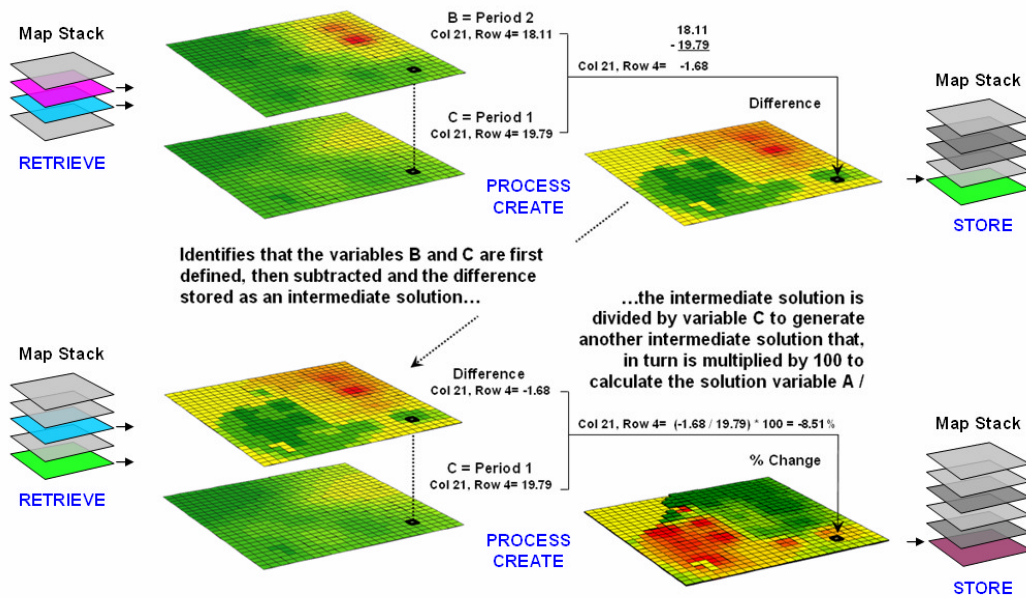 Map Stack
RETRIEVE
B = Period 2
Col 21, Row 4= 18.11
C = Period 1
Col 21, Row 4= 19.79
18.11
- 19.79
Col 21, Row 4= -1.68
Difference
PROCESS
CREATE
Map Stack
STORE
Identifies that the variables B and C are first
defined, then subtracted and the difference
stored as an intermediate solution…
…the intermediate solution is
divided by variable C to generate
another intermediate solution that,
in turn is multiplied by 100 to
calculate the solution variable A /
Map Stack
RETRIEVE
Difference
Col 21, Row 4= -1.68
C = Period 1
Col 21, Row 4= 19.79
Col 21, Row 4= (-1.68 / 19.79) * 100 = -8.51%
% Change
PROCESS
CREATE
Map Stack
STORE